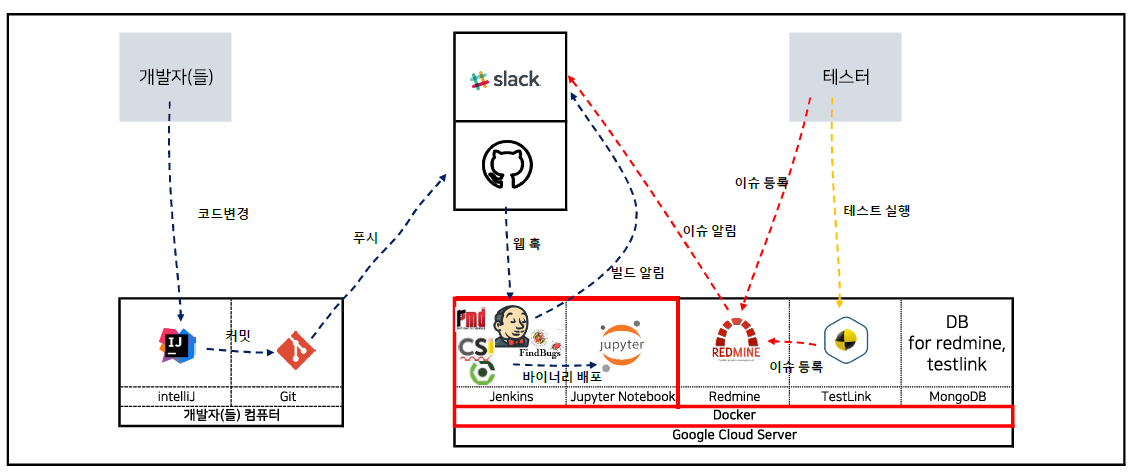 개발자(들)
slack
테스터
코드변경
푸시
웹 훅
이슈 알림
빌드 알림
이슈 등록
테스트 실행
커밋
IJ
Pmd
CSi
FindBugs
jupyter
바이너리 배포
REDMINE
이슈 등록
DB
for redmine,
testlink
intelliJ
Git
개발자(들) 컴퓨터
Jenkins
Jupyter Notebook
Redmine
TestLink
MongoDB
Docker
Google Cloud Server